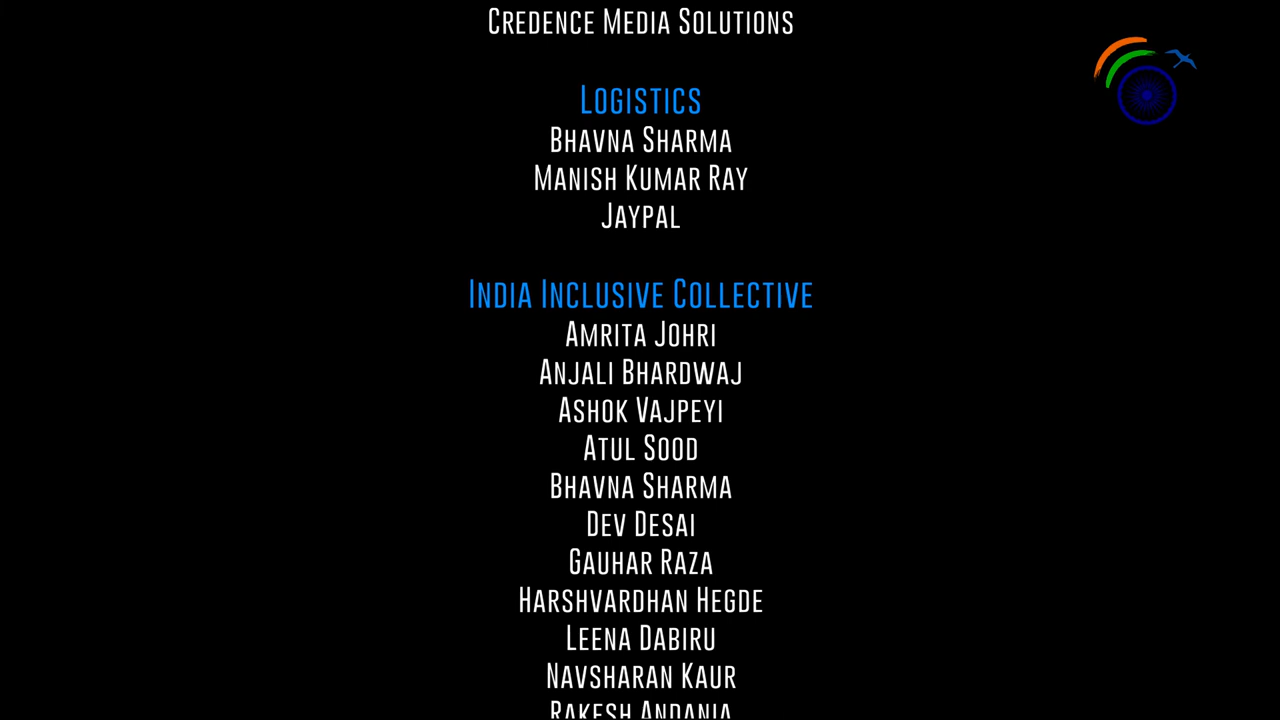 Credence Media Solutions
Logistics
Bhavna Sharma
Manish Kumar Ray
Jaypal
India Inclusive Collective
Amrita Johri
Anjali Bhardwaj
Ashok Vajpeyi
Atul Sood
Bhavna Sharma
Dev Desai
Gauhar Raza
Harshvardhan Hegde
Leena Dabiru
Navsharan Kaur
Rakesh